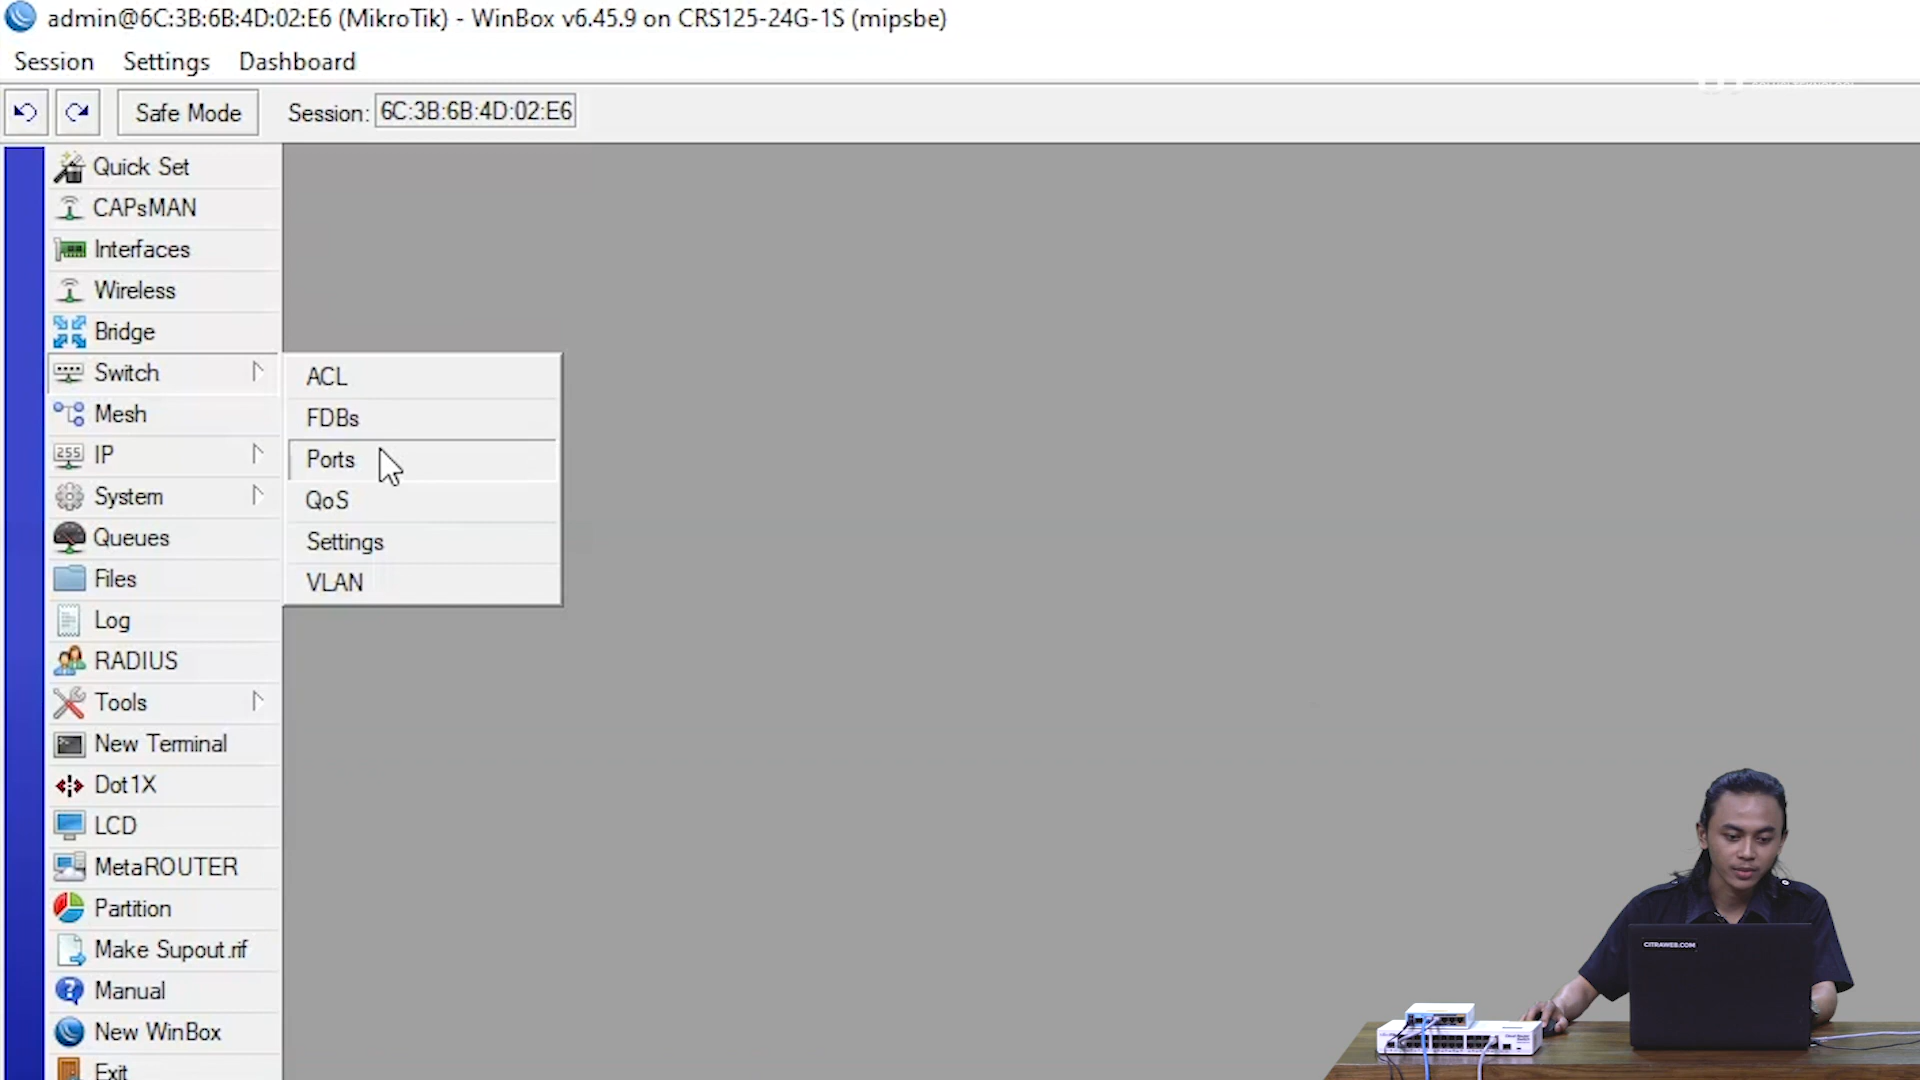 admin@6C:3B:6B:4D:02:E6 (MikroTik) - WinBox v6.45.9 on CRS125-24G-1S (mipsbe)
Session Settings Dashboard
Safe Mode Session: 6C:3B:6B:4D:02:E6
Quick Set
CAPsMAN
Interfaces
Wireless
Bridge
Switch
Mesh
255 IP
System
Queues
Files
Log
RADIUS
Tools
New Terminal
Dot1X
LCD
MetaROUTER
Partition
Make Supout.rif
Manual
New WinBox
Exit
ACL
FDBs
Ports
QoS
Settings
VLAN
CITRAWEB.COM